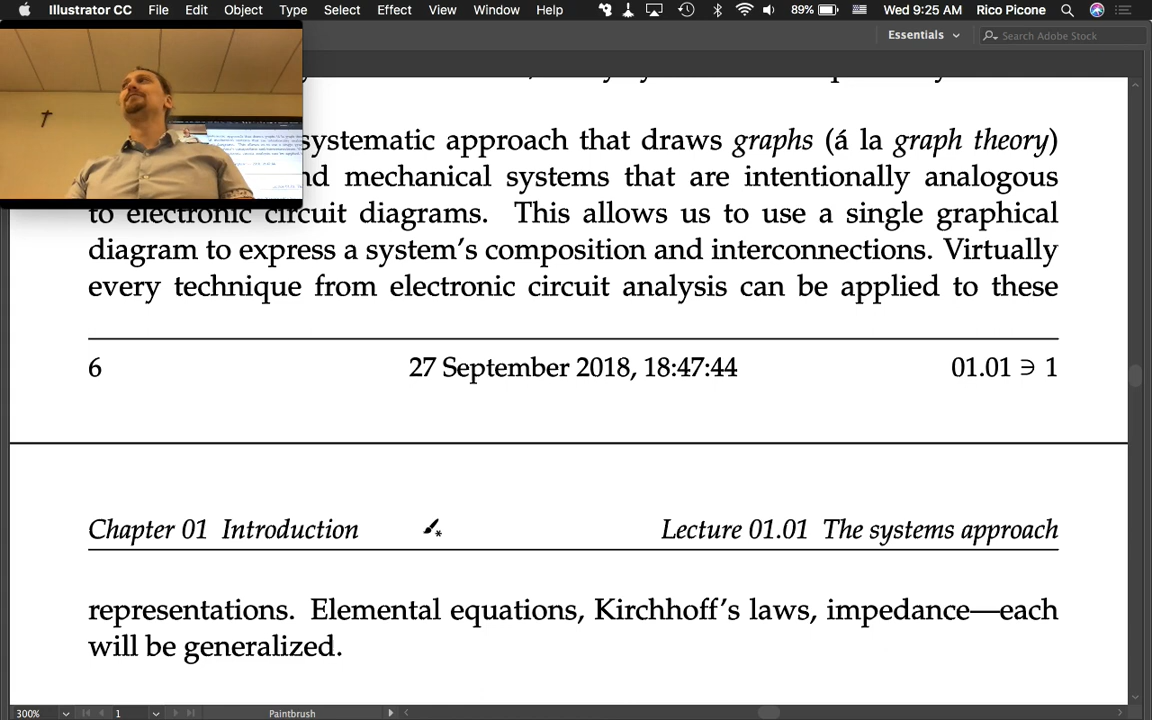 Illustrator CC File Edit Object Type Select Effect View Window Help 89% Wed 9:25 AM Rico Picone
Essentials Search Adobe Stock
systematic approach that draws graphs (á la graph theory)
mechanical systems that are intentionally analogous
to electronic circuit diagrams. This allows us to use a single graphical
diagram to express a system’s composition and interconnections. Virtually
every technique from electronic circuit analysis can be applied to these
6 27 September 2018, 18:47:44 01.01 ∋ 1
Chapter 01 Introduction Lecture 01.01 The systems approach
representations. Elemental equations, Kirchhoff’s laws, impedance—each
will be generalized.
300% 1 Paintbrush